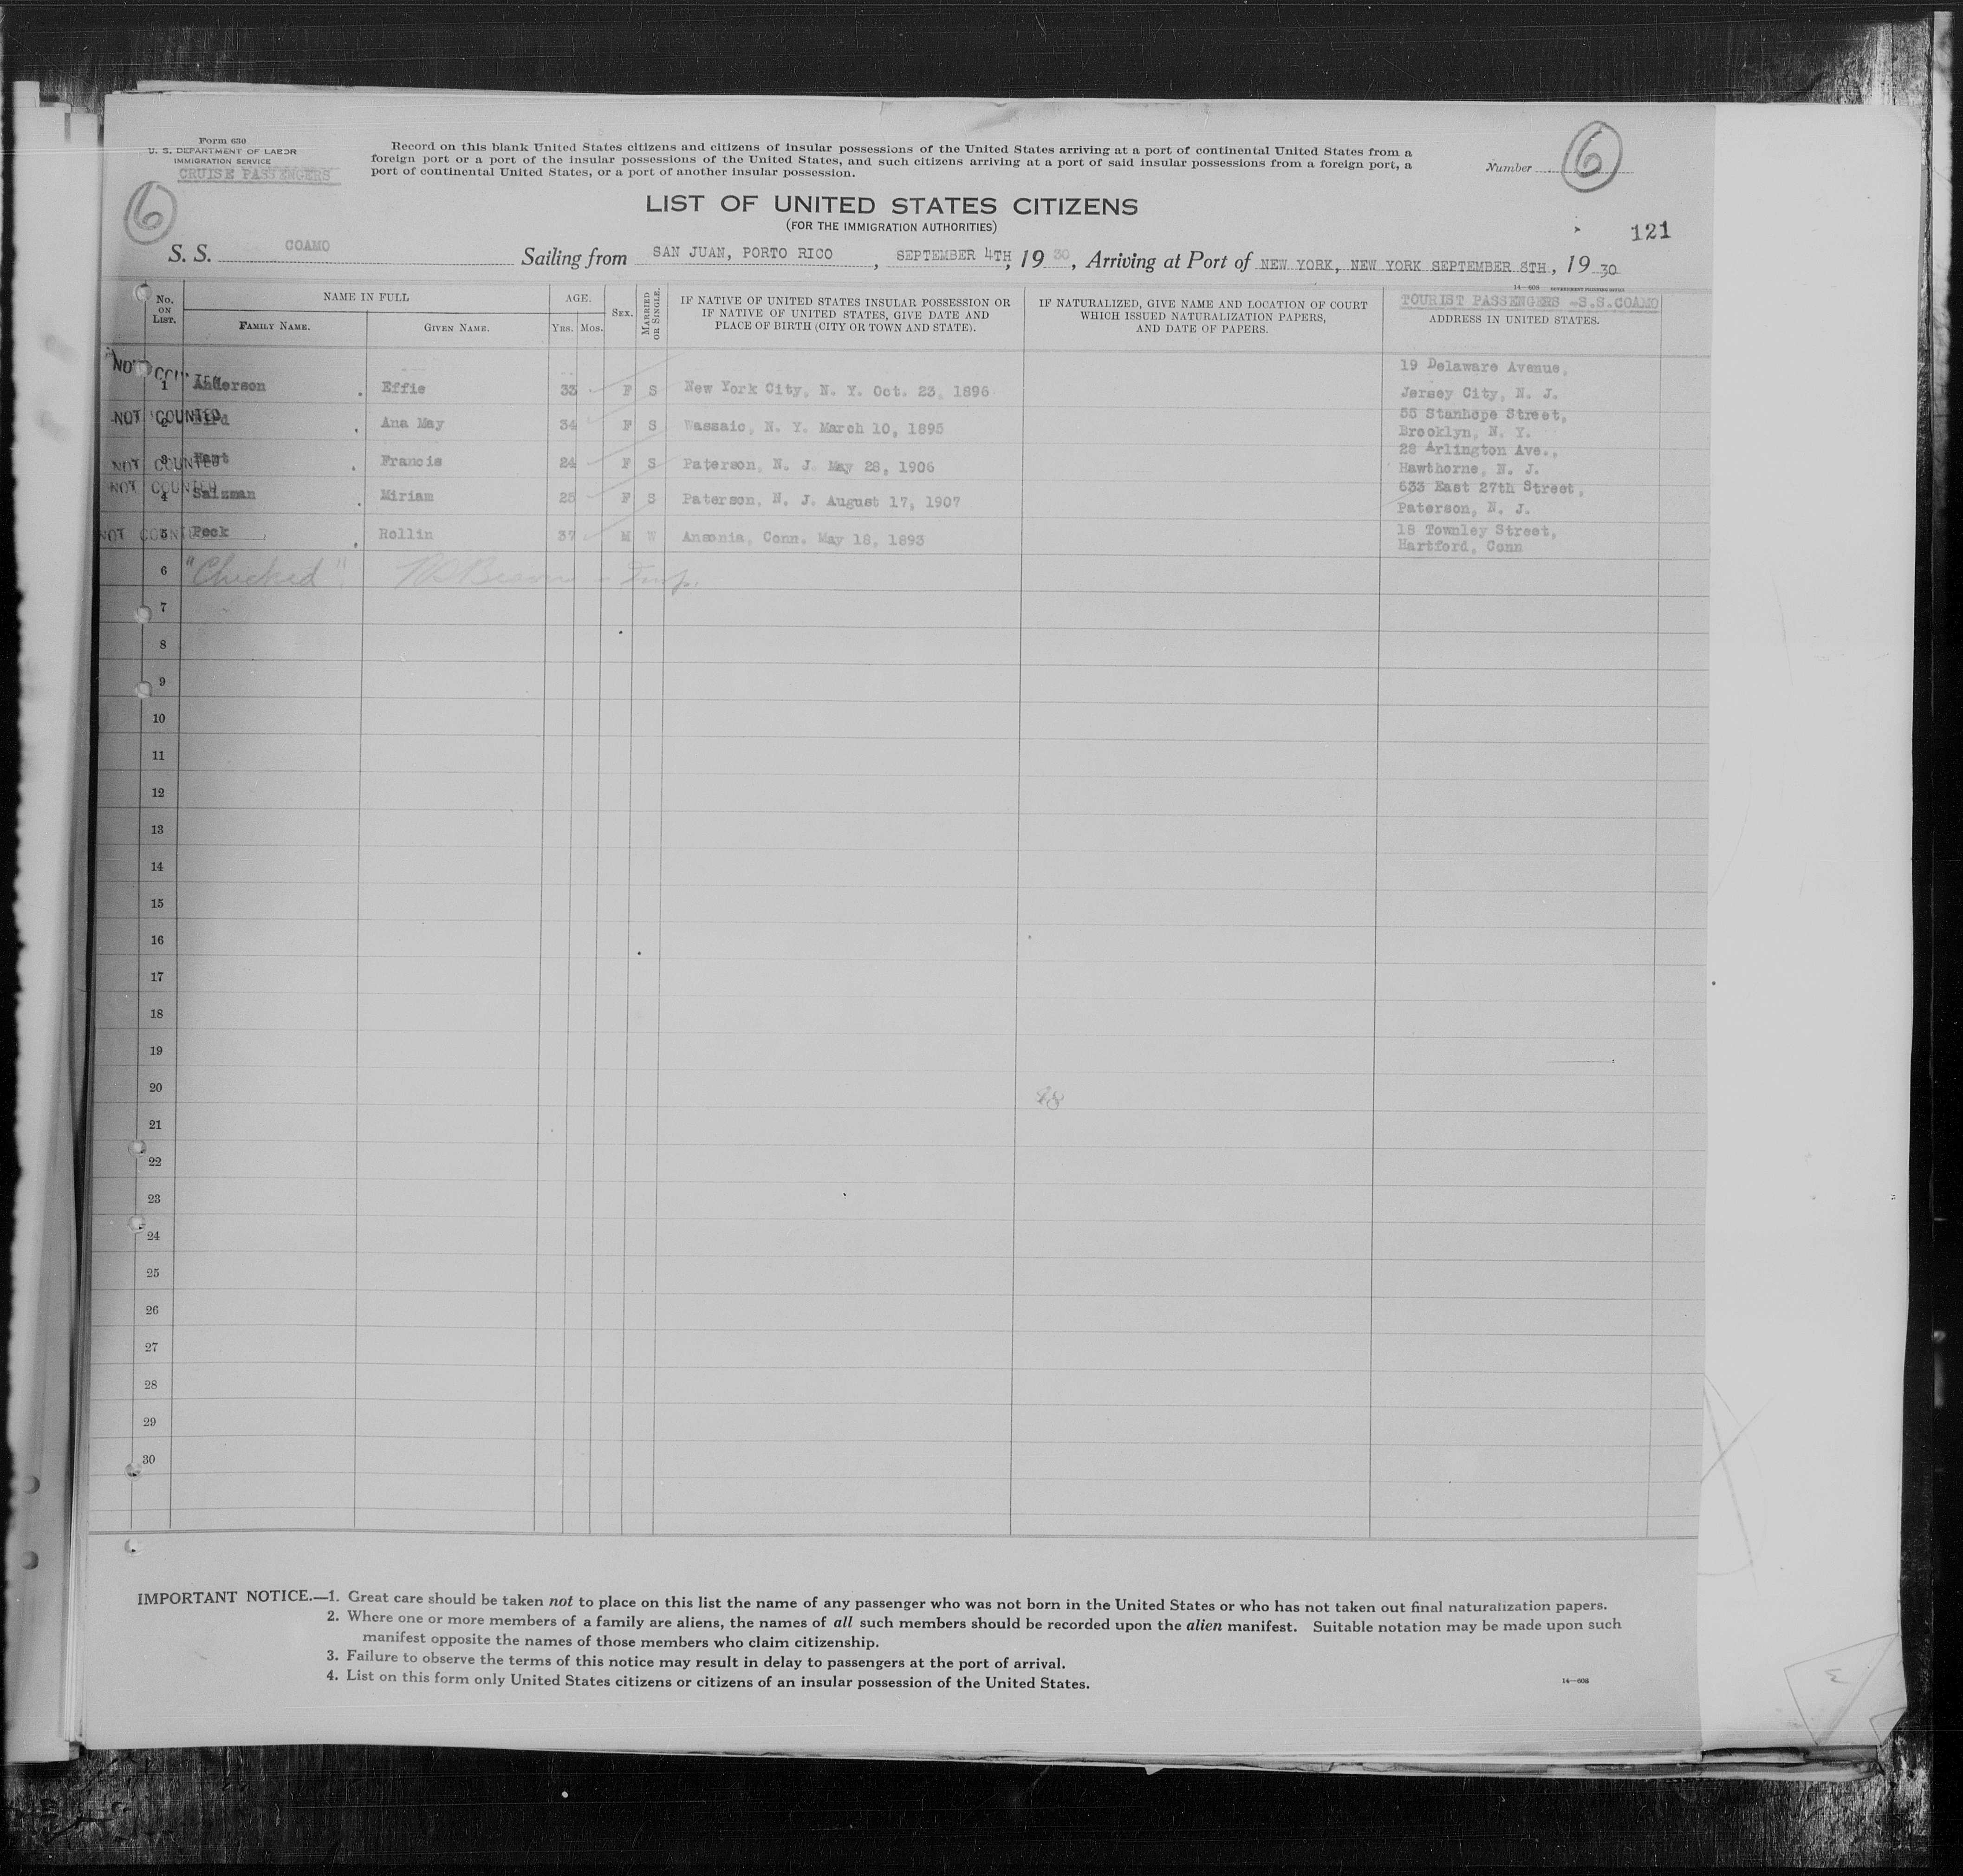 Form 630
U. S. DEPARTMENT OF LABOR
IMMIGRATION SERVICE
CRUISE PASSENGERS
Record on this blank United States citizens and citizens of insular possessions of the United States arriving at a port of continental United States from a
foreign port or a port of the insular possessions of the United States, and such citizens arriving at a port of said insular possessions from a foreign port, a
port of continental United States, or a port of another insular possession.
Number 6
6
LIST OF UNITED STATES CITIZENS
(FOR THE IMMIGRATION AUTHORITIES)
121
S. S. COAMO Sailing from SAN JUAN, PORTO RICO, SEPTEMBER 4TH, 1930, Arriving at Port of NEW YORK, NEW YORK SEPTEMBER 8TH, 1930
14—608 GOVERNMENT PRINTING OFFICE
No. ON LIST. NAME IN FULL FAMILY NAME. GIVEN NAME. AGE. YRS. MOS. SEX. MARRIED OR SINGLE. IF NATIVE OF UNITED STATES INSULAR POSSESSION OR IF NATIVE OF UNITED STATES, GIVE DATE AND PLACE OF BIRTH (CITY OR TOWN AND STATE). IF NATURALIZED, GIVE NAME AND LOCATION OF COURT WHICH ISSUED NATURALIZATION PAPERS, AND DATE OF PAPERS. TOURIST PASSENGERS -S.S.COAMO ADDRESS IN UNITED STATES.
NOT COUNTED 1 Anderson Effie 33 F S New York City, N. Y. Oct. 23, 1896 19 Delaware Avenue, Jersey City, N. J.
NOT COUNTED 2 Ana May 34 F S Wassaic, N. Y. March 10, 1895 55 Stanhope Street, Brooklyn, N. Y.
NOT COUNTED 3 Francis 24 F S Paterson, N. J. May 28, 1906 28 Arlington Ave., Hawthorne, N. J.
NOT COUNTED 4 Salzman Miriam 23 F S Paterson, N. J. August 17, 1907 633 East 27th Street, Paterson, N. J.
NOT COUNTED 5 Peck Rollin 37 M W Ansonia, Conn. May 18, 1893 18 Townley Street, Hartford, Conn
6 "Checked" Insp.
7
8
9
10
11
12
13
14
15
16
17
18
19
20
21
22
23
24
25
26
27
28
29
30
IMPORTANT NOTICE.—1. Great care should be taken not to place on this list the name of any passenger who was not born in the United States or who has not taken out final naturalization papers.
2. Where one or more members of a family are aliens, the names of all such members should be recorded upon the alien manifest. Suitable notation may be made upon such
manifest opposite the names of those members who claim citizenship.
3. Failure to observe the terms of this notice may result in delay to passengers at the port of arrival.
4. List on this form only United States citizens or citizens of an insular possession of the United States.
14—608